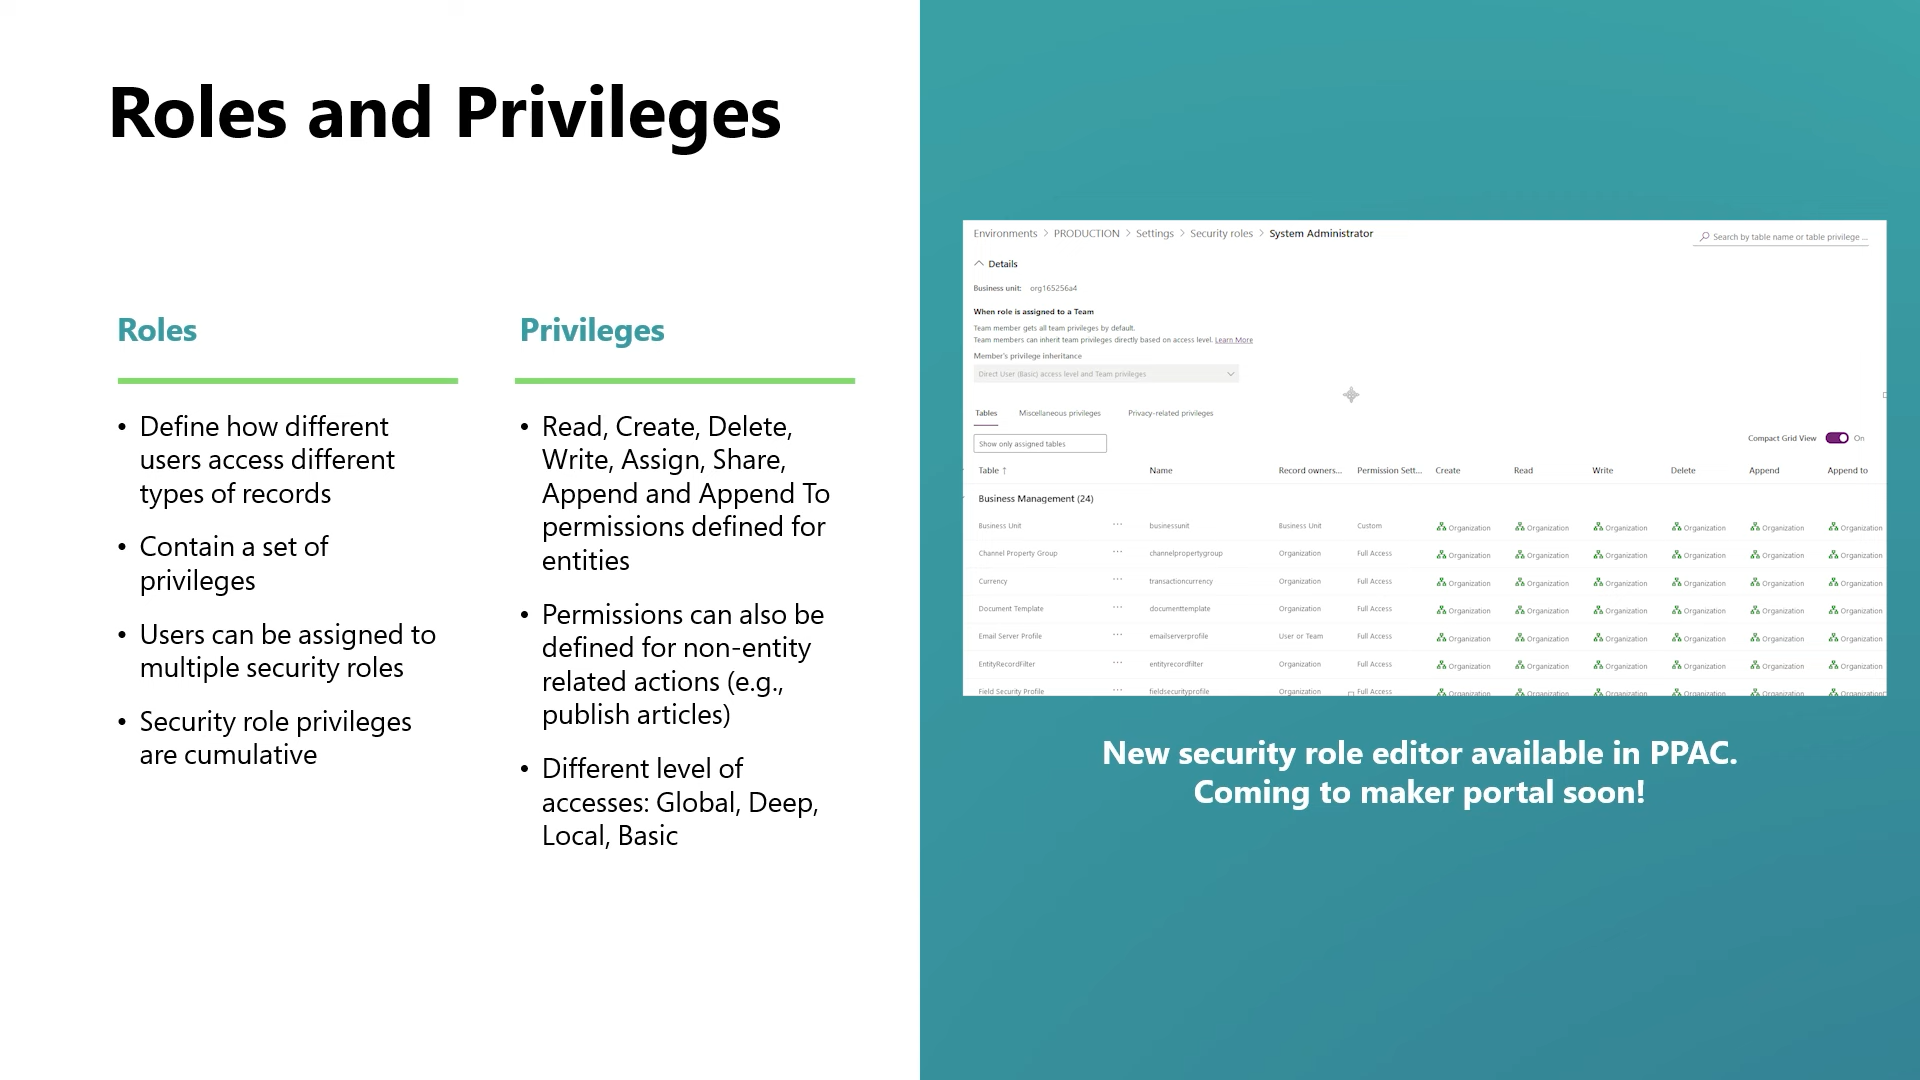 Roles and Privileges
Roles
• Define how different
users access different
types of records
• Contain a set of
privileges
• Users can be assigned to
multiple security roles
• Security role privileges
are cumulative
Privileges
• Read, Create, Delete,
Write, Assign, Share,
Append and Append To
permissions defined for
entities
• Permissions can also be
defined for non-entity
related actions (e.g.,
publish articles)
• Different level of
accesses: Global, Deep,
Local, Basic
Environments > PRODUCTION > Settings > Security roles > System Administrator
Search by table name or table privilege ...
Details
Business unit: org165256a4
When role is assigned to a Team
Team member gets all team privileges by default.
Team members can inherit team privileges directly based on access level. Learn More
Member's privilege inheritance
Direct User (Basic) access level and Team privileges
Tables Miscellaneous privileges Privacy-related privileges
Show only assigned tables
Compact Grid View On
Table ↑ Name Record owners... Permission Sett... Create Read Write Delete Append Append to
Business Management (24)
Business Unit ... businessunit Business Unit Custom Organization Organization Organization Organization Organization Organization
Channel Property Group ... channelpropertygroup Organization Full Access Organization Organization Organization Organization Organization Organization
Currency ... transactioncurrency Organization Full Access Organization Organization Organization Organization Organization Organization
Document Template ... documenttemplate Organization Full Access Organization Organization Organization Organization Organization Organization
Email Server Profile ... emailserverprofile User or Team Full Access Organization Organization Organization Organization Organization Organization
EntityRecordFilter ... entityrecordfilter Organization Full Access Organization Organization Organization Organization Organization Organization
Field Security Profile ... fieldsecurityprofile Organization Full Access Organization Organization Organization Organization Organization Organization
New security role editor available in PPAC.
Coming to maker portal soon!